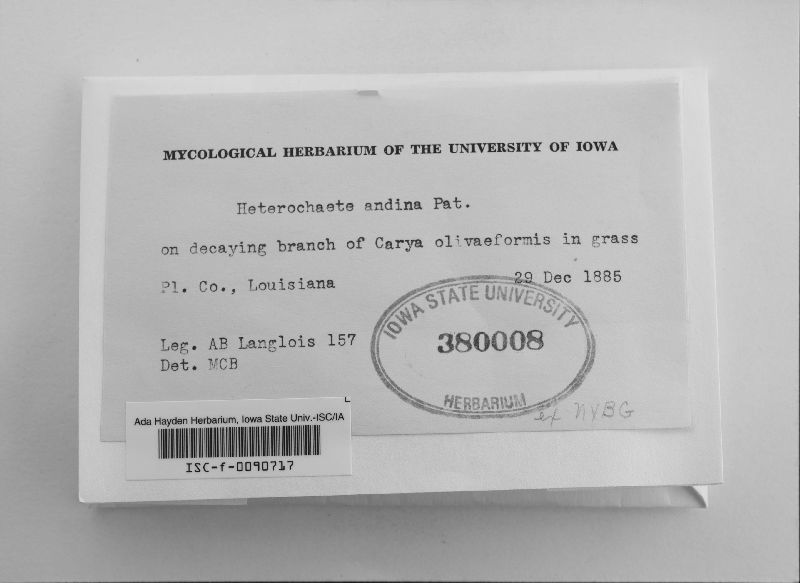 MYCOLOGICAL HERBARIUM OF THE UNIVERSITY OF IOWA
Heterochaete andina Pat.
on decaying branch of Carya olivaeformis in grass
Pl. Co., Louisiana
29 Dec 1885
Leg. AB Langlois 157
Det. MCB
IOWA STATE UNIVERSITY
380008
HERBARIUM
ex NYBG
Ada Hayden Herbarium, Iowa State Univ.-ISC/IA
ISC-f-0090717